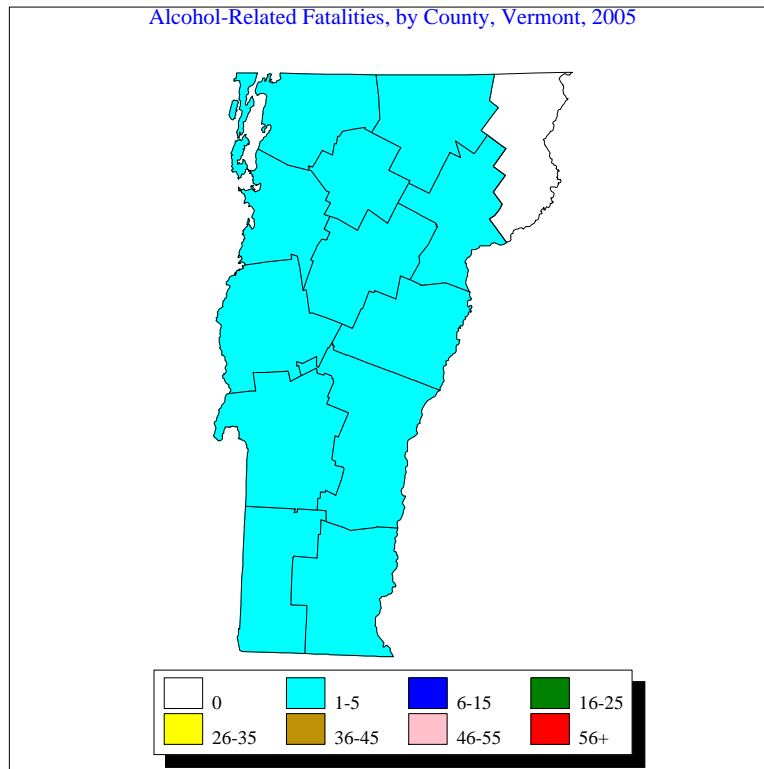 Alcohol-Related Fatalities, by County, Vermont, 2005
0 1-5 6-15 16-25
26-35 36-45 46-55 56+